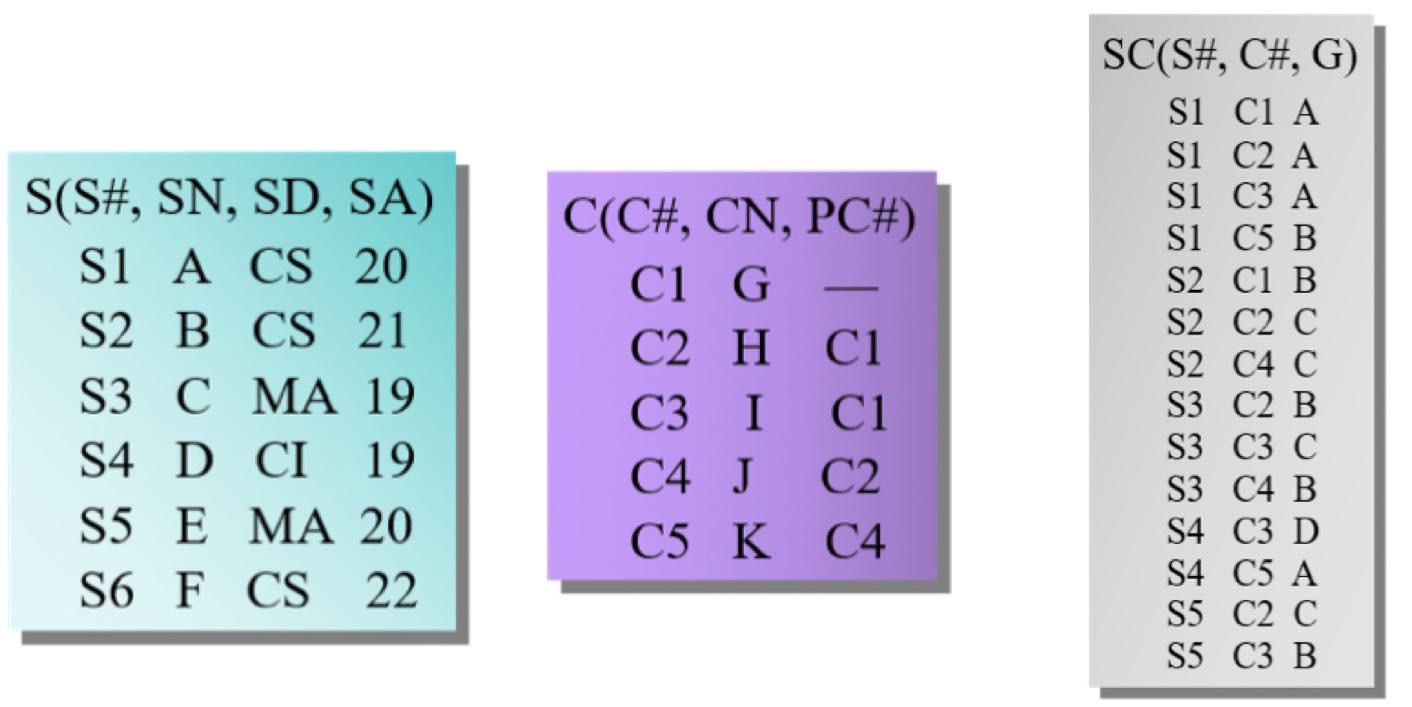 S(S#, SN, SD, SA)
S1 A CS 20
S2 B CS 21
S3 C MA 19
S4 D CI 19
S5 E MA 20
S6 F CS 22
C(C#, CN, PC#)
C1 G —
C2 H C1
C3 I C1
C4 J C2
C5 K C4
SC(S#, C#, G)
S1 C1 A
S1 C2 A
S1 C3 A
S1 C5 B
S2 C1 B
S2 C2 C
S2 C4 C
S3 C2 B
S3 C3 C
S3 C4 B
S4 C3 D
S4 C5 A
S5 C2 C
S5 C3 B